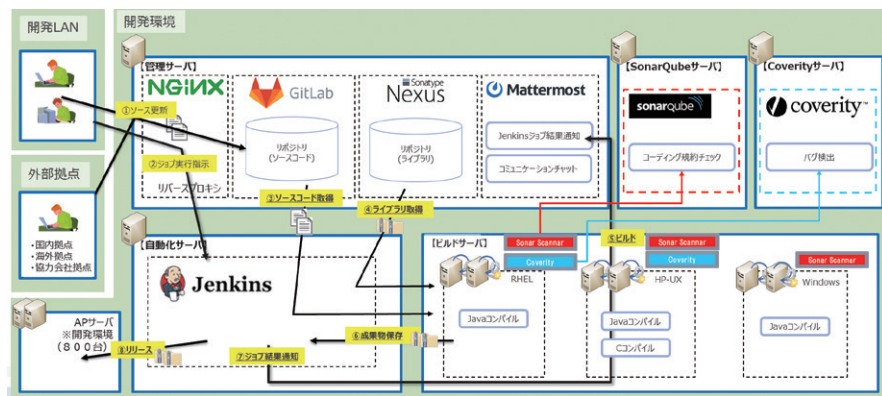 開発LAN
開発環境
【管理サーバ】
NGINX
GitLab
Sonatype
Nexus
Mattermost
①ソース更新
リポジトリ
(ソースコード)
リポジトリ
(ライブラリ)
Jenkinsジョブ結果通知
コミュニケーションチャット
②ジョブ実行指示
リバースプロキシ
③ソースコード取得
④ライブラリ取得
【SonarQubeサーバ】
sonarqube
コーディング規約チェック
【Coverityサーバ】
coverity™
バグ検出
外部拠点
・国内拠点
・海外拠点
・協力会社拠点
【自動化サーバ】
Jenkins
【ビルドサーバ】
⑤ビルド
Sonar Scanner
Coverity
RHEL
Javaコンパイル
Sonar Scanner
Coverity
HP-UX
Javaコンパイル
Cコンパイル
Sonar Scanner
Windows
Javaコンパイル
⑥成果物保存
⑦ジョブ結果通知
⑧リリース
APサーバ
※開発環境
(800台)